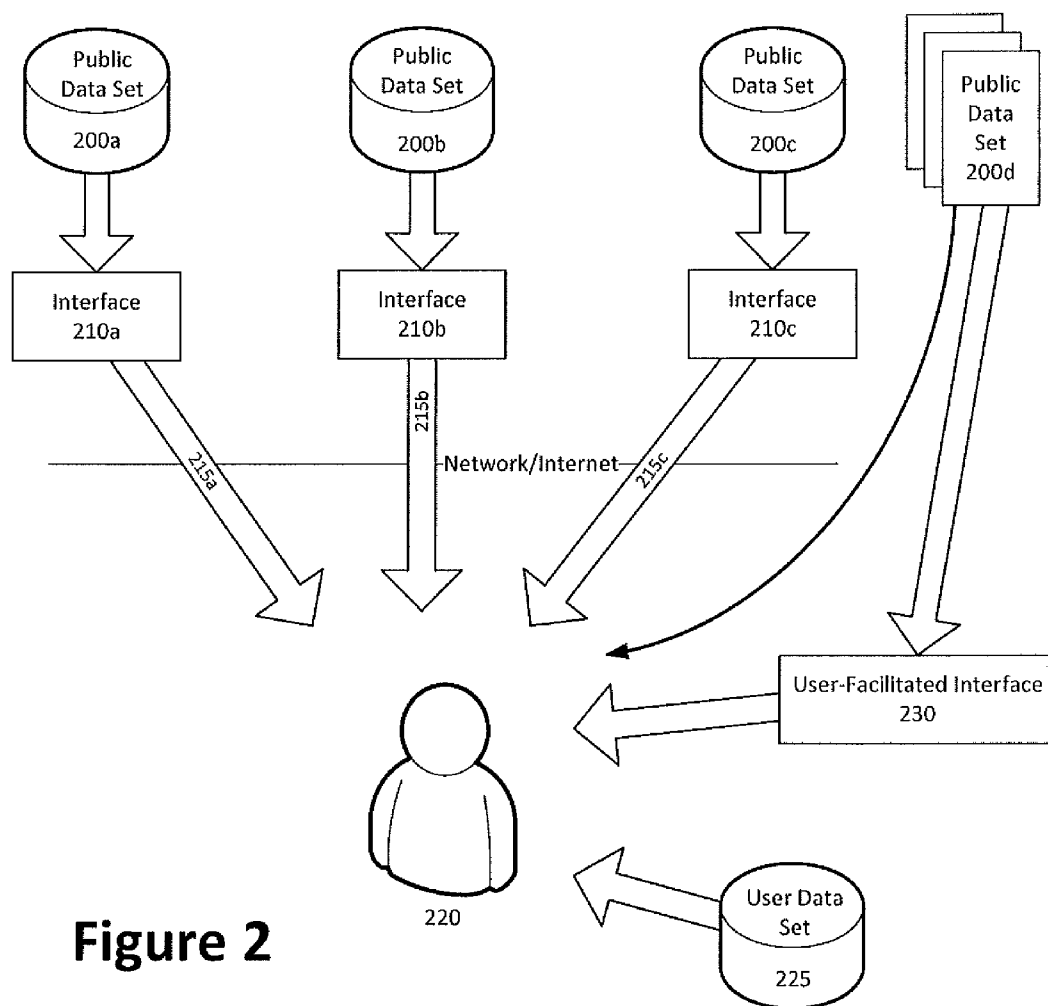 Public
Data Set
200a
Public
Data Set
200b
Public
Data Set
200c
Public
Data
Set
200d
Interface
210a
Interface
210b
Interface
210c
215a
215b
215c
Network/Internet
User-Facilitated Interface
230
220
User Data
Set
225
Figure 2